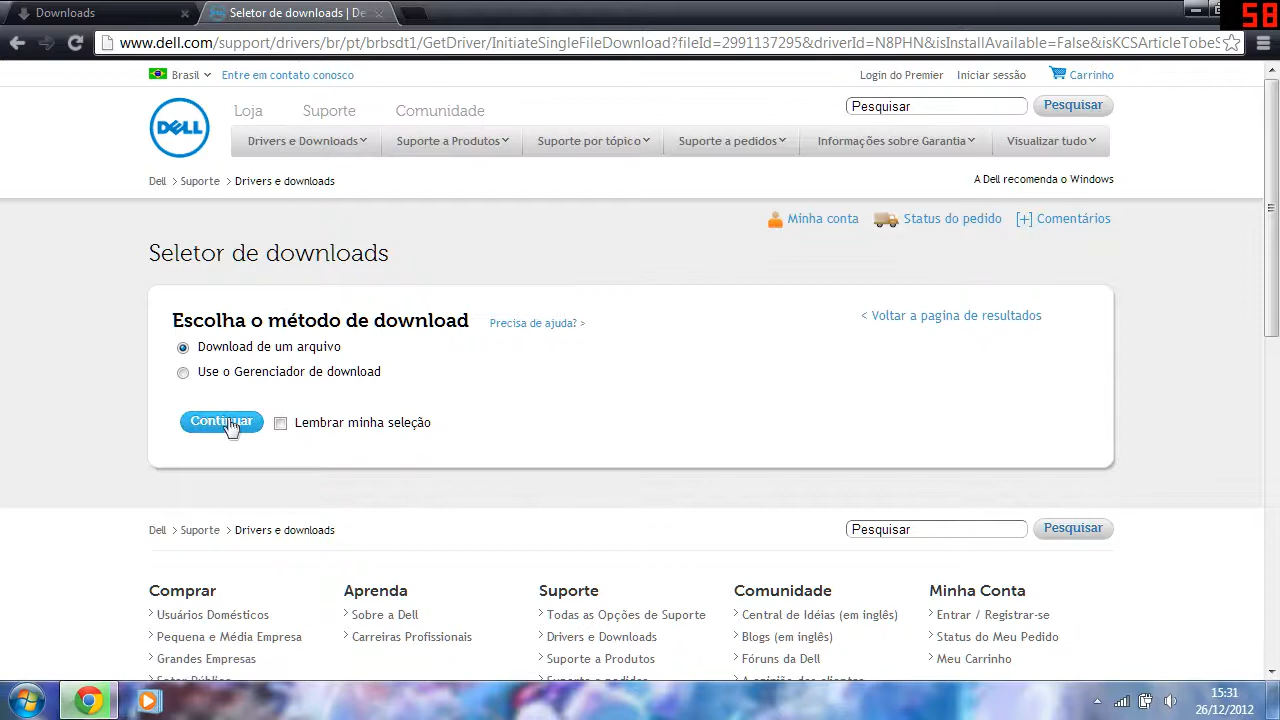 Downloads
Seletor de downloads | De
58
www.dell.com/support/drivers/br/pt/brbsdt1/GetDriver/InitiateSingleFileDownload?fileId=2991137295&driverId=N8PHN&isInstallAvailable=False&isKCSArticleTobeS
Brasil Entre em contato conosco Login do Premier Iniciar sessão Carrinho
DELL
Loja Suporte Comunidade
Pesquisar Pesquisar
Drivers e Downloads Suporte a Produtos Suporte por tópico Suporte a pedidos Informações sobre Garantia Visualizar tudo
Dell > Suporte > Drivers e downloads
A Dell recomenda o Windows
Minha conta Status do pedido [+] Comentários
Seletor de downloads
Escolha o método de download Precisa de ajuda? >
< Voltar a pagina de resultados
Download de um arquivo
Use o Gerenciador de download
Continuar Lembrar minha seleção
Dell > Suporte > Drivers e downloads
Pesquisar Pesquisar
Comprar
> Usuários Domésticos
> Pequena e Média Empresa
> Grandes Empresas
Setor Público
Aprenda
> Sobre a Dell
> Carreiras Profissionais
Suporte
> Todas as Opções de Suporte
> Drivers e Downloads
> Suporte a Produtos
Suporte a pedidos
Comunidade
> Central de Idéias (em inglês)
> Blogs (em inglês)
> Fóruns da Dell
A opinião dos clientes
Minha Conta
> Entrar / Registrar-se
> Status do Meu Pedido
> Meu Carrinho
15:31
26/12/2012